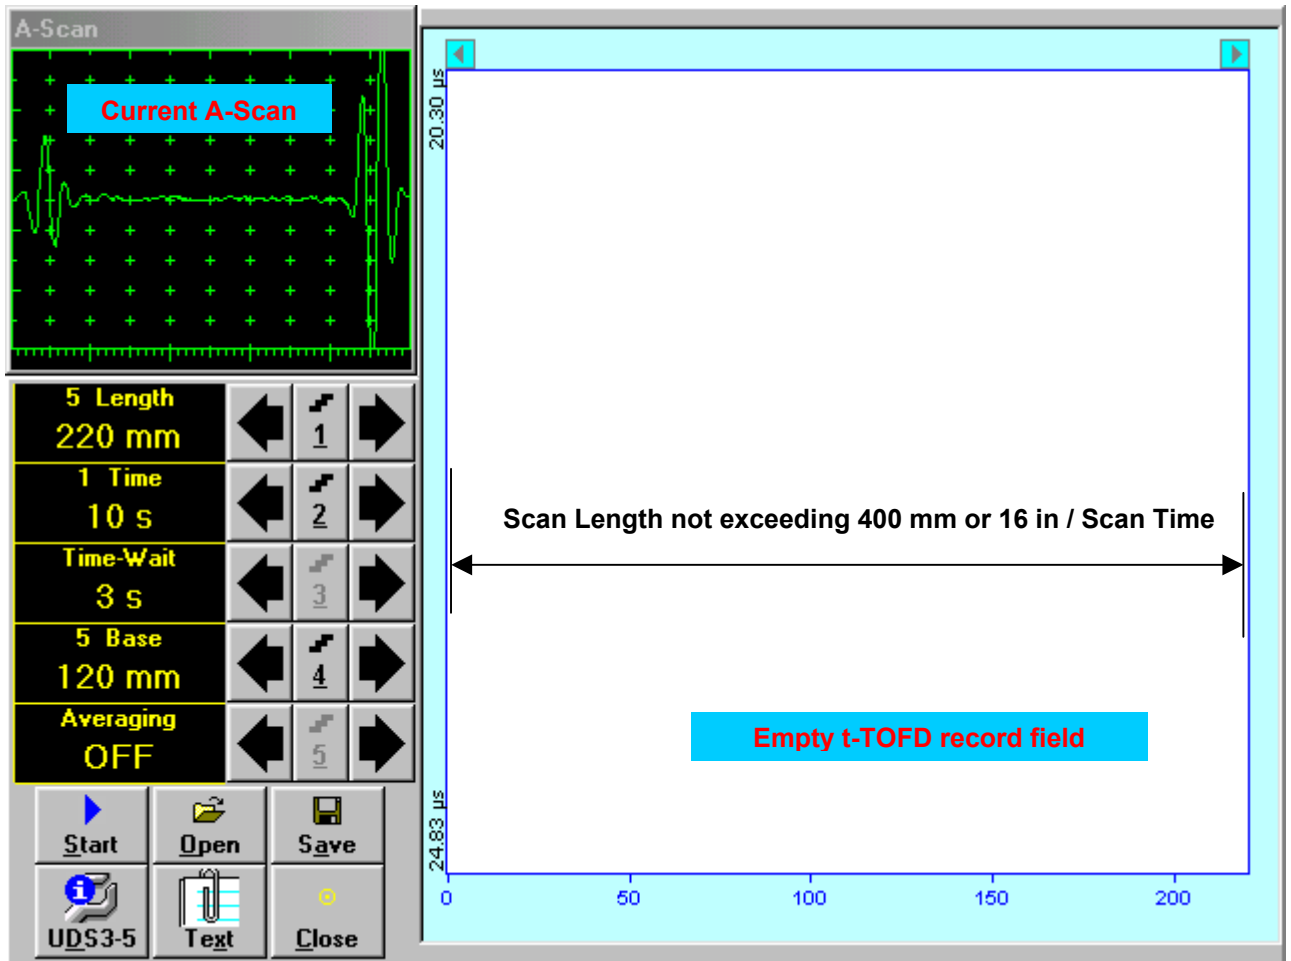 A-Scan
Current A-Scan
5 Length
220 mm
1
1 Time
10 s
2
Time-Wait
3 s
3
5 Base
120 mm
4
Averaging
OFF
5
Start
Open
Save
UDS3-5
Text
Close
20.30 µs
Scan Length not exceeding 400 mm or 16 in / Scan Time
Empty t-TOFD record field
24.83 µs
0 50 100 150 200